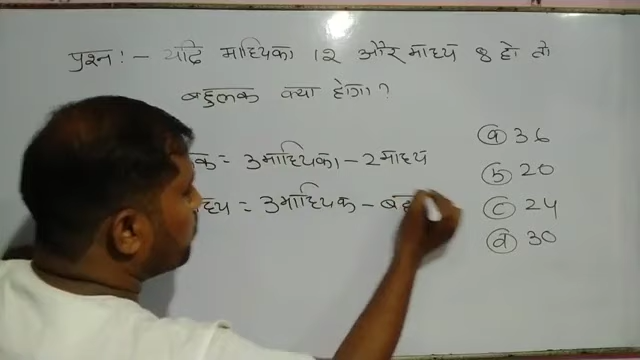 प्रश्न :- यदि माध्यिका 12 और माध्य 8 हो तो
बहुलक क्या होगा?
= 3माध्यिका - 2माध्य
= 3माध्यिक -
(a) 36
(b) 20
(c) 24
(d) 30